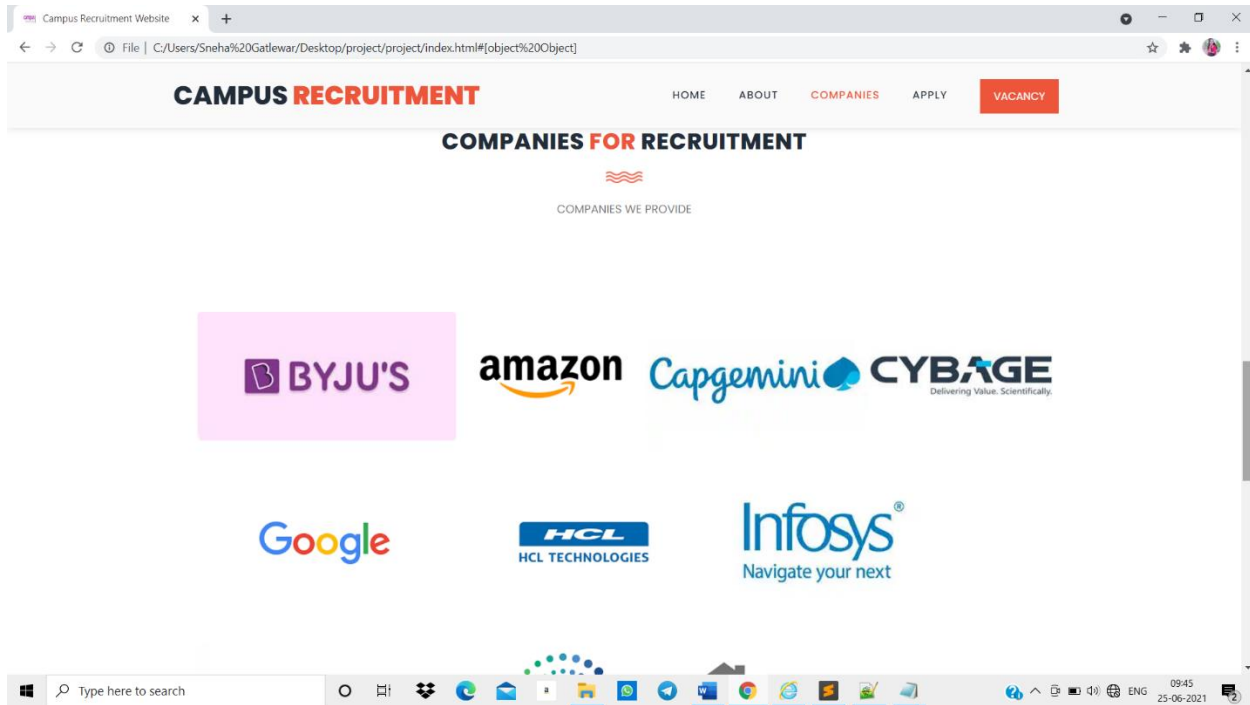 Campus Recruitment Website
File | C:/Users/Sneha%20Gatlewar/Desktop/project/project/index.html#[object%20Object]
CAMPUS RECRUITMENT
HOME ABOUT COMPANIES APPLY VACANCY
COMPANIES FOR RECRUITMENT
COMPANIES WE PROVIDE
B BYJU'S
amazon
Capgemini
CYBAGE
Delivering Value. Scientifically.
Google
HCL
HCL TECHNOLOGIES
Infosys®
Navigate your next
Type here to search
ENG
09:45
25-06-2021
2